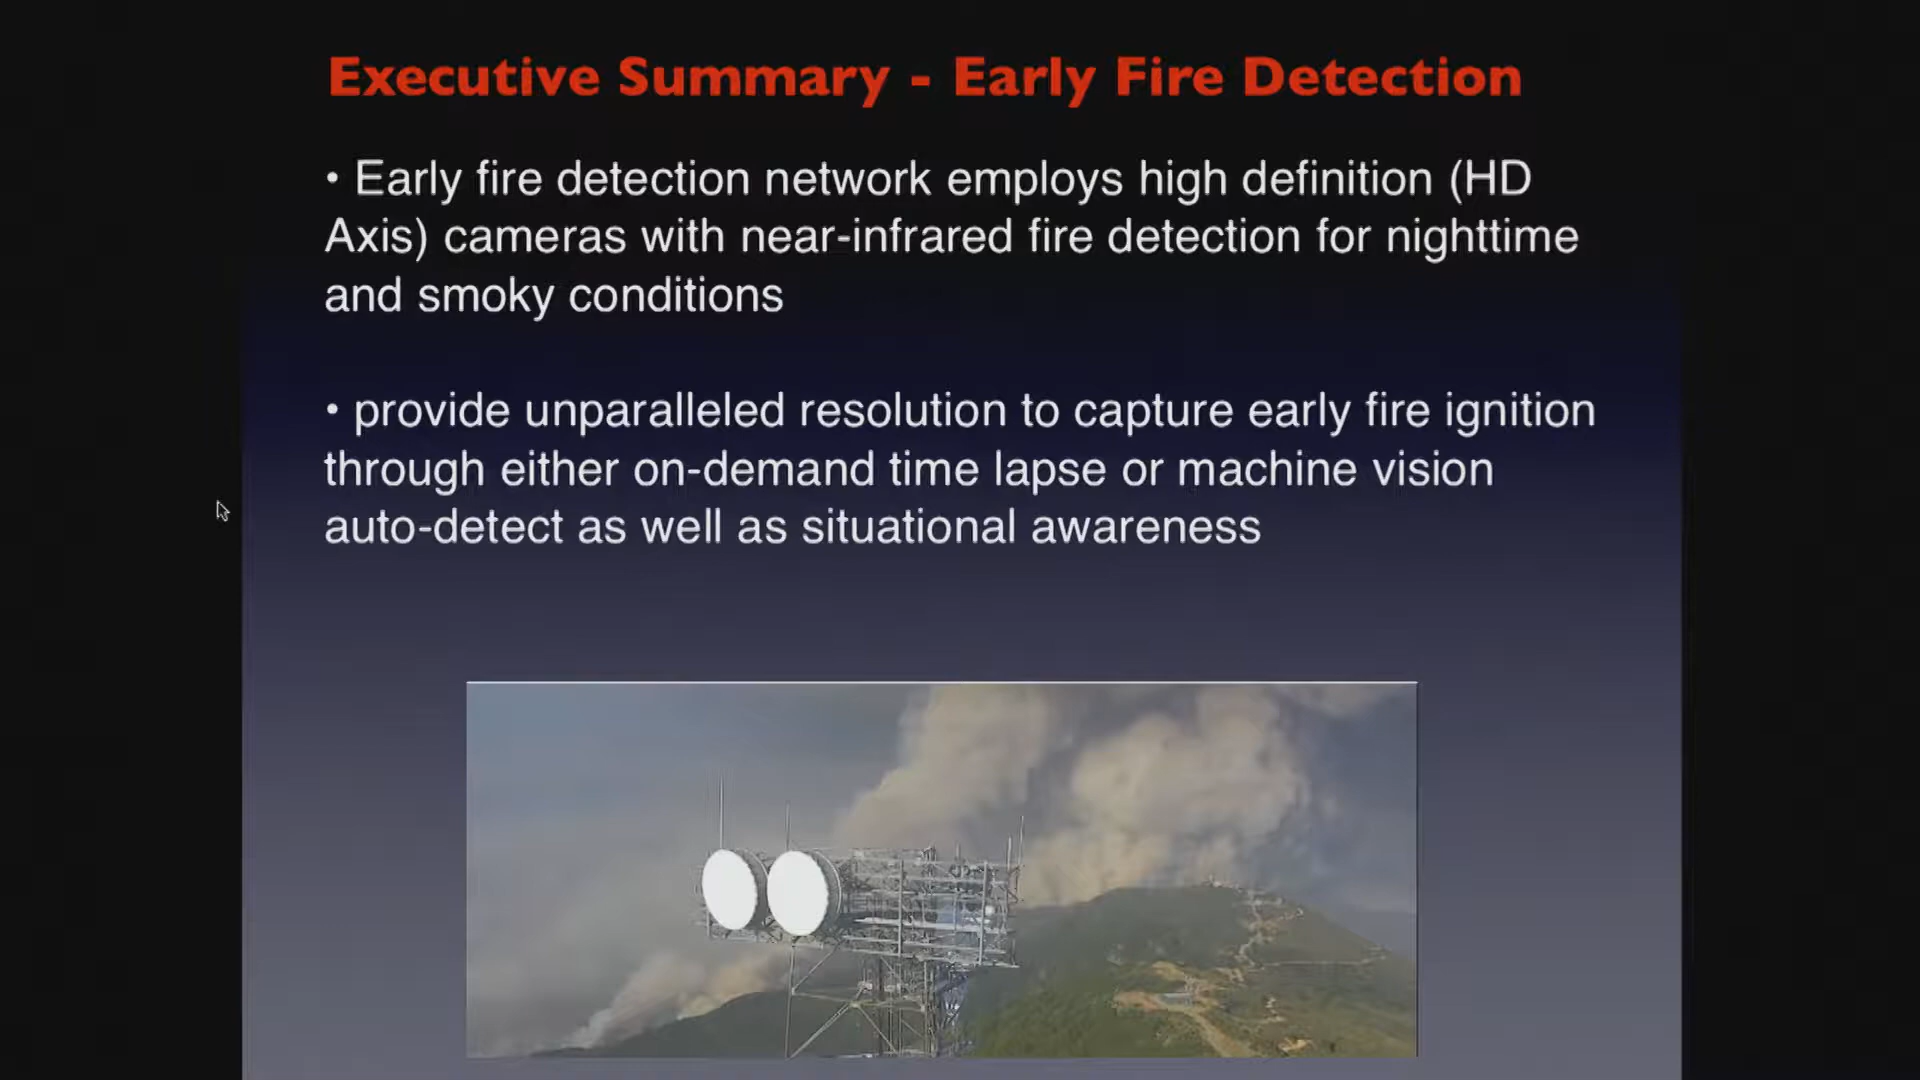 Executive Summary - Early Fire Detection
• Early fire detection network employs high definition (HD
Axis) cameras with near-infrared fire detection for nighttime
and smoky conditions
• provide unparalleled resolution to capture early fire ignition
through either on-demand time lapse or machine vision
auto-detect as well as situational awareness